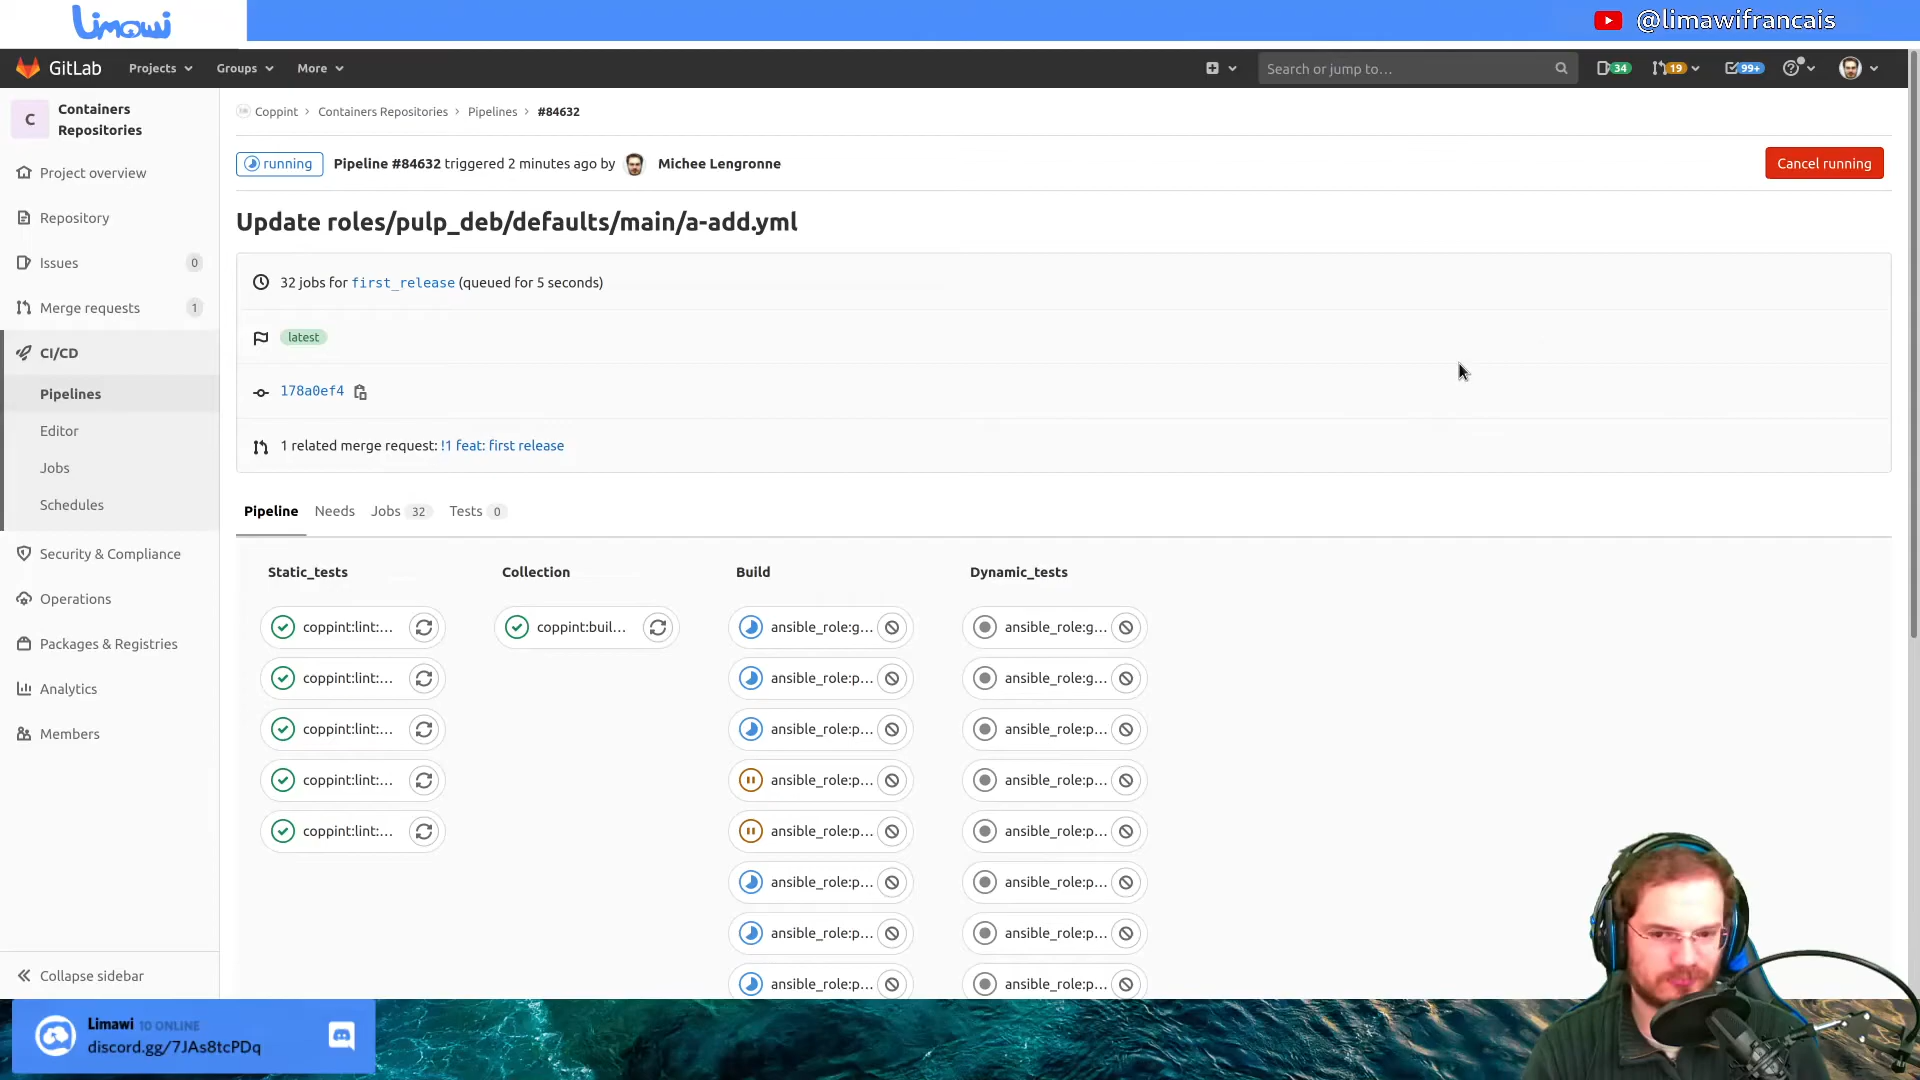 Limawi
@limawifrancais
GitLab Projects Groups More Search or jump to... 34 19 99+
C Containers Repositories
Coppint > Containers Repositories > Pipelines > #84632
running Pipeline #84632 triggered 2 minutes ago by Michee Lengronne Cancel running
Project overview
Repository
Issues 0
Merge requests 1
CI/CD
Pipelines
Editor
Jobs
Schedules
Security & Compliance
Operations
Packages & Registries
Analytics
Members
Collapse sidebar
Update roles/pulp_deb/defaults/main/a-add.yml
32 jobs for first_release (queued for 5 seconds)
latest
178a0ef4
1 related merge request: !1 feat: first release
Pipeline Needs Jobs 32 Tests 0
Static_tests Collection Build Dynamic_tests
coppint:lint:... coppint:buil... ansible_role:g... ansible_role:g...
coppint:lint:... ansible_role:p... ansible_role:g...
coppint:lint:... ansible_role:p... ansible_role:p...
coppint:lint:... ansible_role:p... ansible_role:p...
coppint:lint:... ansible_role:p... ansible_role:p...
ansible_role:p... ansible_role:p...
ansible_role:p... ansible_role:p...
ansible_role:p... ansible_role:p...
Limawi 10 ONLINE
discord.gg/7JAs8tcPDq